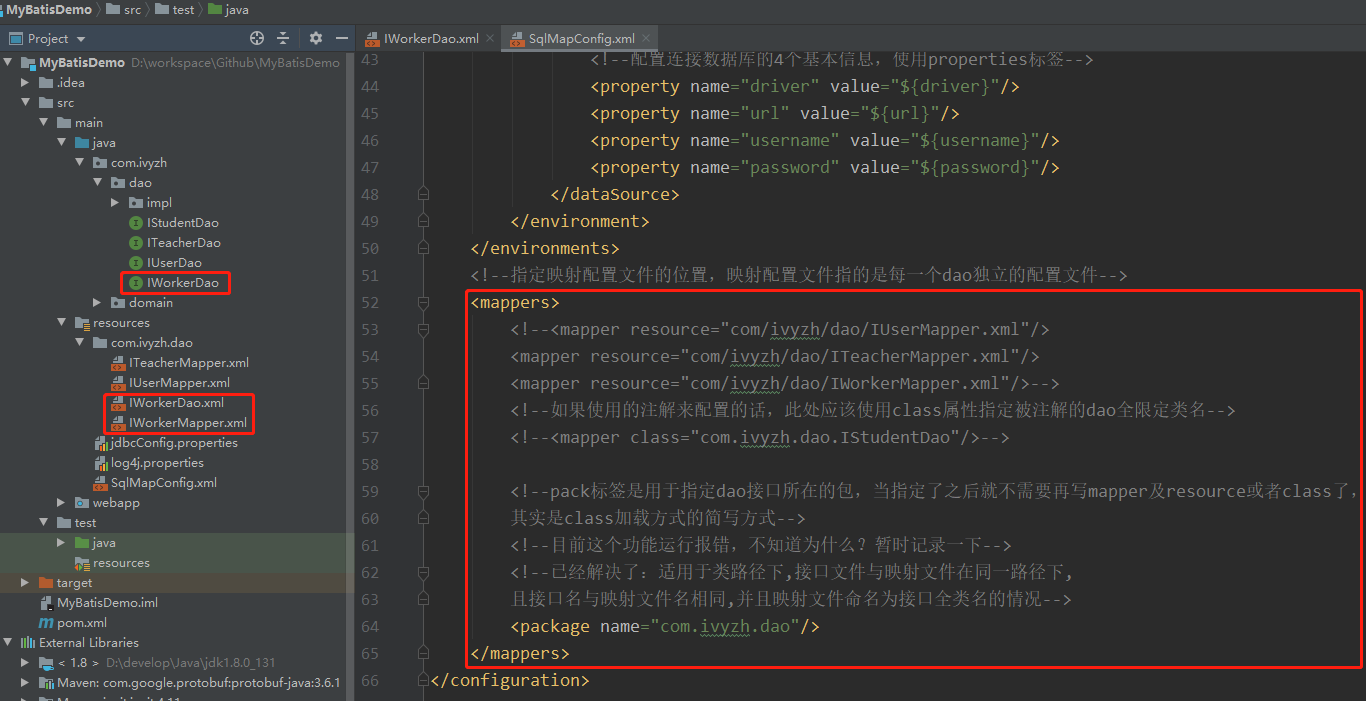 MyBatisDemo src test java
Project
MyBatisDemo D:\workspace\Github\MyBatisDemo
.idea
src
main
java
com.ivyzh
dao
impl
IStudentDao
ITeacherDao
IUserDao
IWorkerDao
domain
resources
com.ivyzh.dao
ITeacherMapper.xml
IUserMapper.xml
IWorkerDao.xml
IWorkerMapper.xml
jdbcConfig.properties
log4j.properties
SqlMapConfig.xml
webapp
test
java
resources
target
MyBatisDemo.iml
pom.xml
External Libraries
< 1.8 > D:\develop\Java\jdk1.8.0_131
Maven: com.google.protobuf:protobuf-java:3.6.1
IWorkerDao.xml SqlMapConfig.xml
43 <!--配置连接数据库的4个基本信息，使用properties标签-->
44 <property name="driver" value="${driver}"/>
45 <property name="url" value="${url}"/>
46 <property name="username" value="${username}"/>
47 <property name="password" value="${password}"/>
48 </dataSource>
49 </environment>
50 </environments>
51 <!--指定映射配置文件的位置，映射配置文件指的是每一个dao独立的配置文件-->
52 <mappers>
53 <!--<mapper resource="com/ivyzh/dao/IUserMapper.xml"/>
54 <mapper resource="com/ivyzh/dao/ITeacherMapper.xml"/>
55 <mapper resource="com/ivyzh/dao/IWorkerMapper.xml"/>-->
56 <!--如果使用的注解来配置的话，此处应该使用class属性指定被注解的dao全限定类名-->
57 <!--<mapper class="com.ivyzh.dao.IStudentDao"/>-->
58
59 <!--pack标签是用于指定dao接口所在的包，当指定了之后就不需要再写mapper及resource或者class了，
60 其实是class加载方式的简写方式-->
61 <!--目前这个功能运行报错，不知道为什么？暂时记录一下-->
62 <!--已经解决了：适用于类路径下,接口文件与映射文件在同一路径下,
63 且接口名与映射文件名相同,并且映射文件命名为接口全类名的情况-->
64 <package name="com.ivyzh.dao"/>
65 </mappers>
66 </configuration>